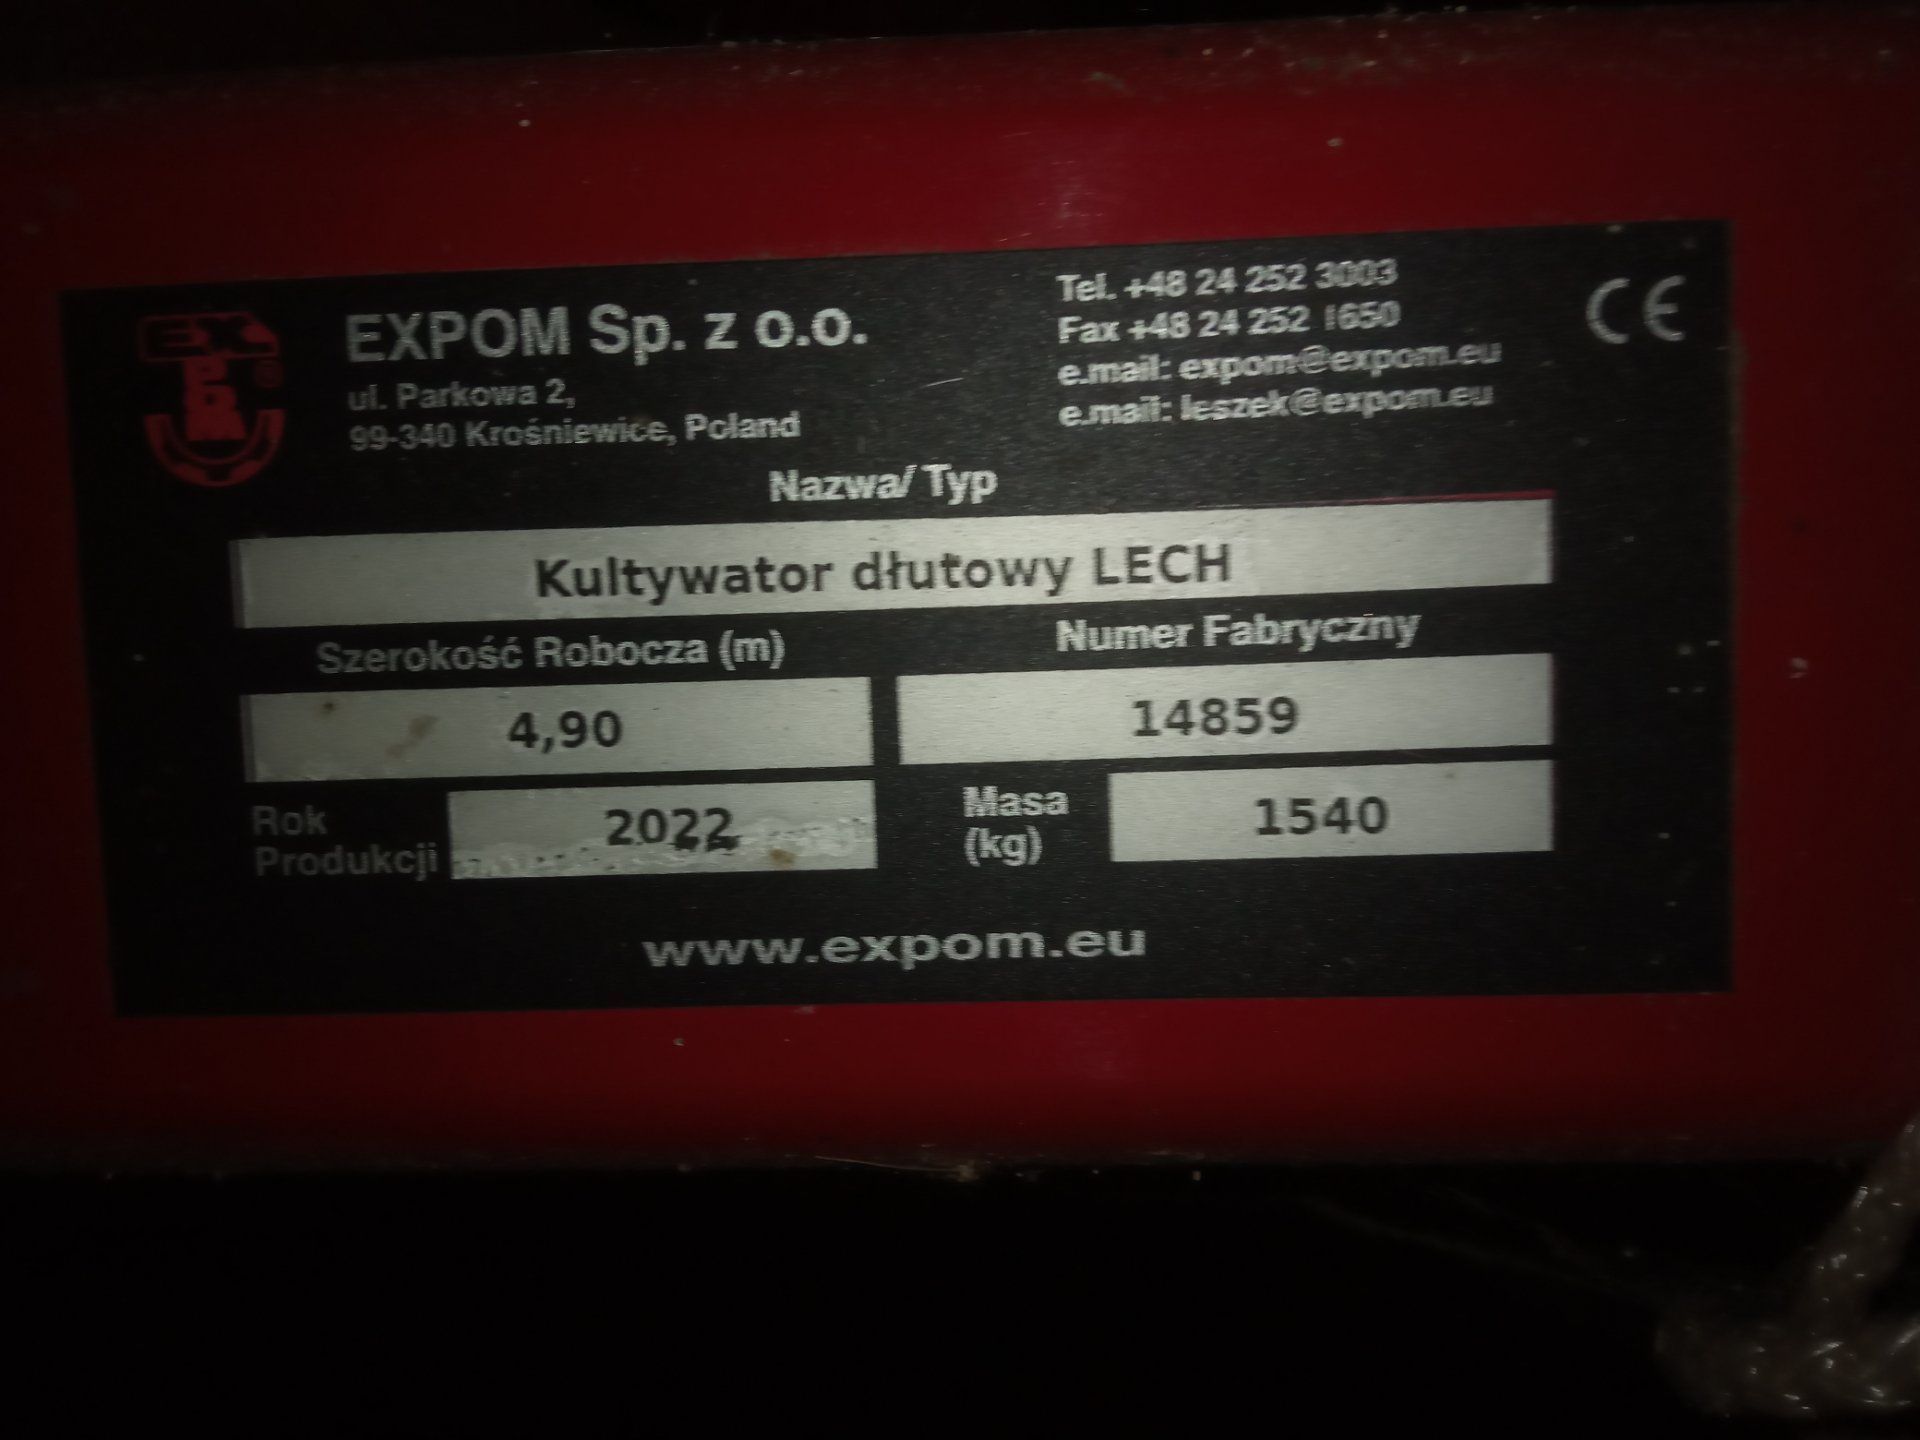 EXPOM
EXPOM Sp. z o.o.
ul. Parkowa 2,
99-340 Krośniewice, Poland
Tel. +48 24 252 3003
Fax +48 24 252 1650
e.mail: expom@expom.eu
e.mail: leszek@expom.eu
CE
Nazwa/ Typ
Kultywator dłutowy LECH
Szerokość Robocza (m)
Numer Fabryczny
4,90
14859
Rok
Produkcji
2022
Masa
(kg)
1540
www.expom.eu